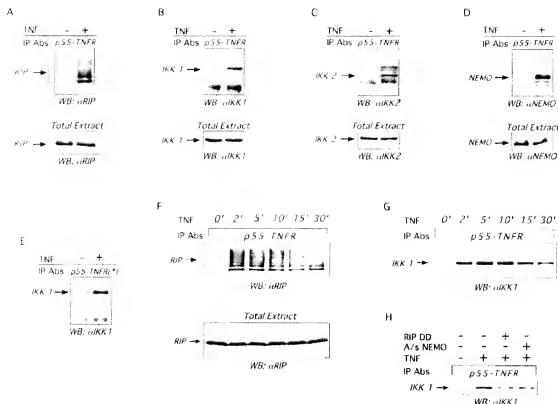 A
TNF - +
IP Abs p55-TNFR
RIP
WB: αRIP
Total Extract
RIP
WB: αRIP
B
TNF - +
IP Abs p55-TNFR
IKK 1
WB: αIKK1
Total Extract
IKK 1
WB: αIKK1
C
TNF - +
IP Abs p55-TNFR
IKK 2
WB: αIKK2
Total Extract
IKK 2
WB: αIKK2
D
TNF - +
IP Abs p55-TNFR
NEMO
WB: αNEMO
Total Extract
NEMO
WB: αNEMO
E
TNF - +
IP Abs p55 TNFR(*)
IKK 1
WB: αIKK1
F
TNF 0' 2' 5' 10' 15' 30'
IP Abs p55 TNFR
RIP
WB: αRIP
Total Extract
RIP
WB: αRIP
G
TNF 0' 2' 5' 10' 15' 30'
IP Abs p55-TNFR
IKK 1
WB: αIKK1
H
RIP DD - - + -
A/s NEMO - - - +
TNF - + + +
IP Abs p55-TNFR
IKK 1
WB: αIKK1